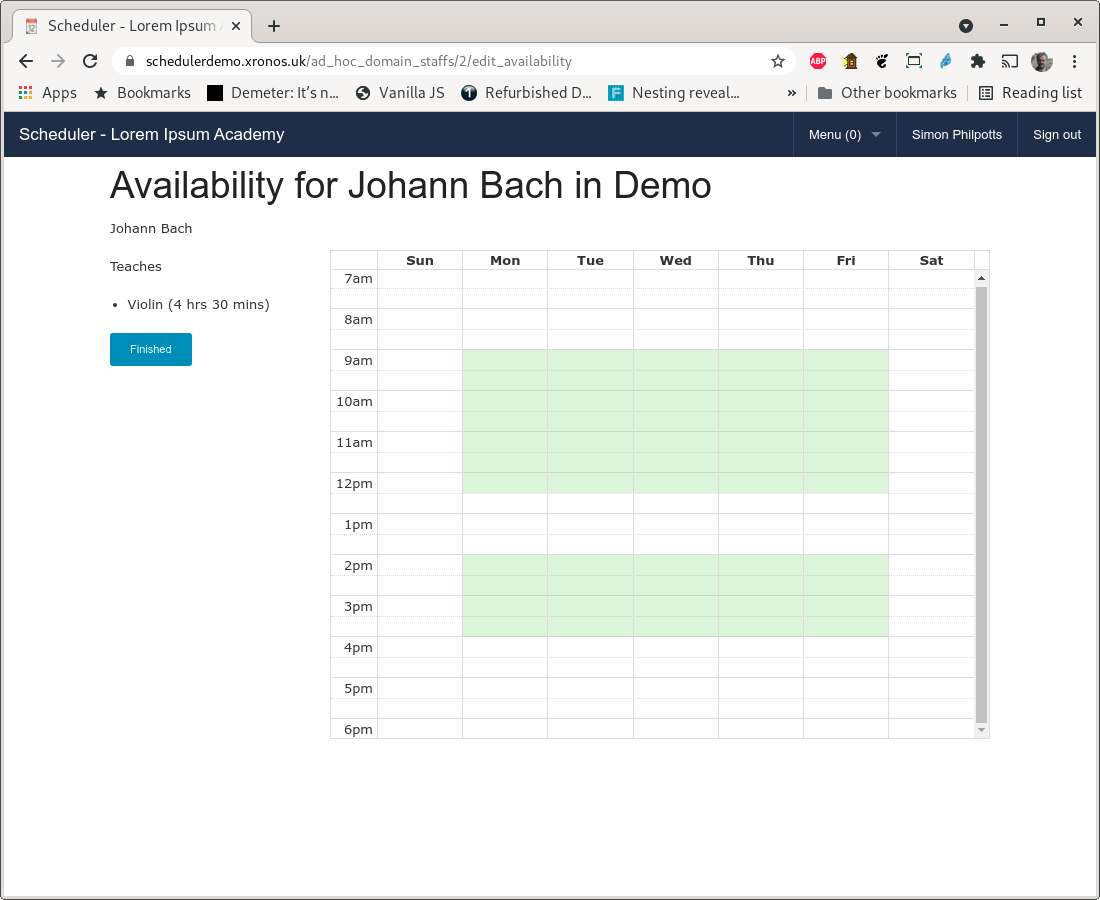 Scheduler - Lorem Ipsum A
schedulerdemo.xronos.uk/ad_hoc_domain_staffs/2/edit_availability
ABP
Apps Bookmarks Demeter: It's n... Vanilla JS 1 Refurbished D... F Nesting reveal... » Other bookmarks Reading list
Scheduler - Lorem Ipsum Academy Menu (0) Simon Philpotts Sign out
Availability for Johann Bach in Demo
Johann Bach
Teaches
• Violin (4 hrs 30 mins)
Finished
Sun Mon Tue Wed Thu Fri Sat
7am
8am
9am
10am
11am
12pm
1pm
2pm
3pm
4pm
5pm
6pm